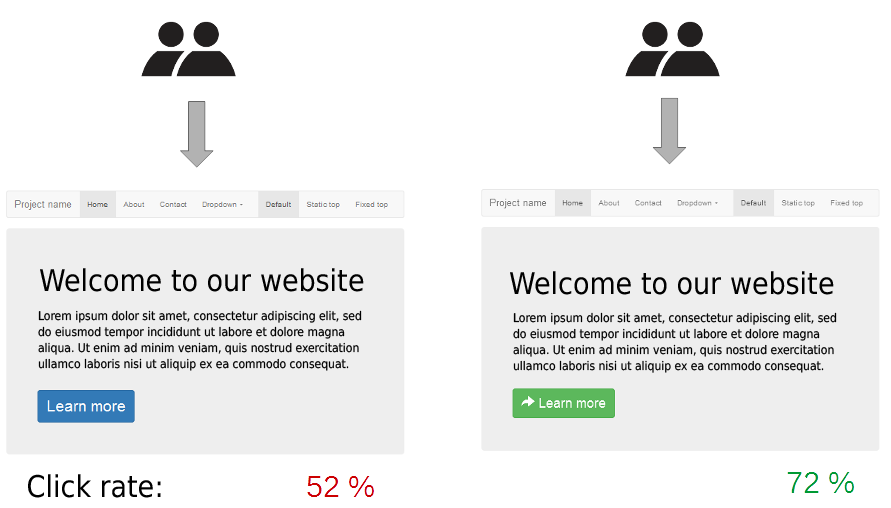 Project name Home About Contact Dropdown Default Static top Fixed top
Welcome to our website
Lorem ipsum dolor sit amet, consectetur adipiscing elit, sed
do eiusmod tempor incididunt ut labore et dolore magna
aliqua. Ut enim ad minim veniam, quis nostrud exercitation
ullamco laboris nisi ut aliquip ex ea commodo consequat.
Learn more
Project name Home About Contact Dropdown Default Static top Fixed top
Welcome to our website
Lorem ipsum dolor sit amet, consectetur adipiscing elit, sed
do eiusmod tempor incididunt ut labore et dolore magna
aliqua. Ut enim ad minim veniam, quis nostrud exercitation
ullamco laboris nisi ut aliquip ex ea commodo consequat.
Learn more
Click rate: 52 % 72 %